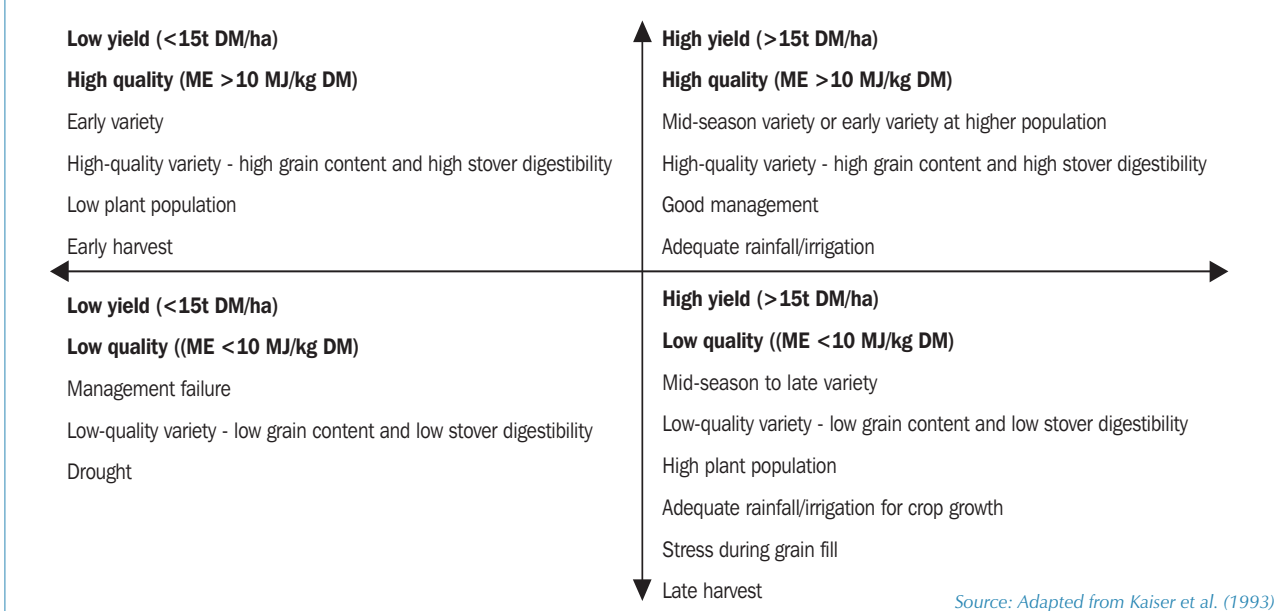 Low yield (<15t DM/ha)
High quality (ME >10 MJ/kg DM)
Early variety
High-quality variety - high grain content and high stover digestibility
Low plant population
Early harvest
High yield (>15t DM/ha)
High quality (ME >10 MJ/kg DM)
Mid-season variety or early variety at higher population
High-quality variety - high grain content and high stover digestibility
Good management
Adequate rainfall/irrigation
Low yield (<15t DM/ha)
Low quality ((ME <10 MJ/kg DM)
Management failure
Low-quality variety - low grain content and low stover digestibility
Drought
High yield (>15t DM/ha)
Low quality ((ME <10 MJ/kg DM)
Mid-season to late variety
Low-quality variety - low grain content and low stover digestibility
High plant population
Adequate rainfall/irrigation for crop growth
Stress during grain fill
Late harvest
Source: Adapted from Kaiser et al. (1993)